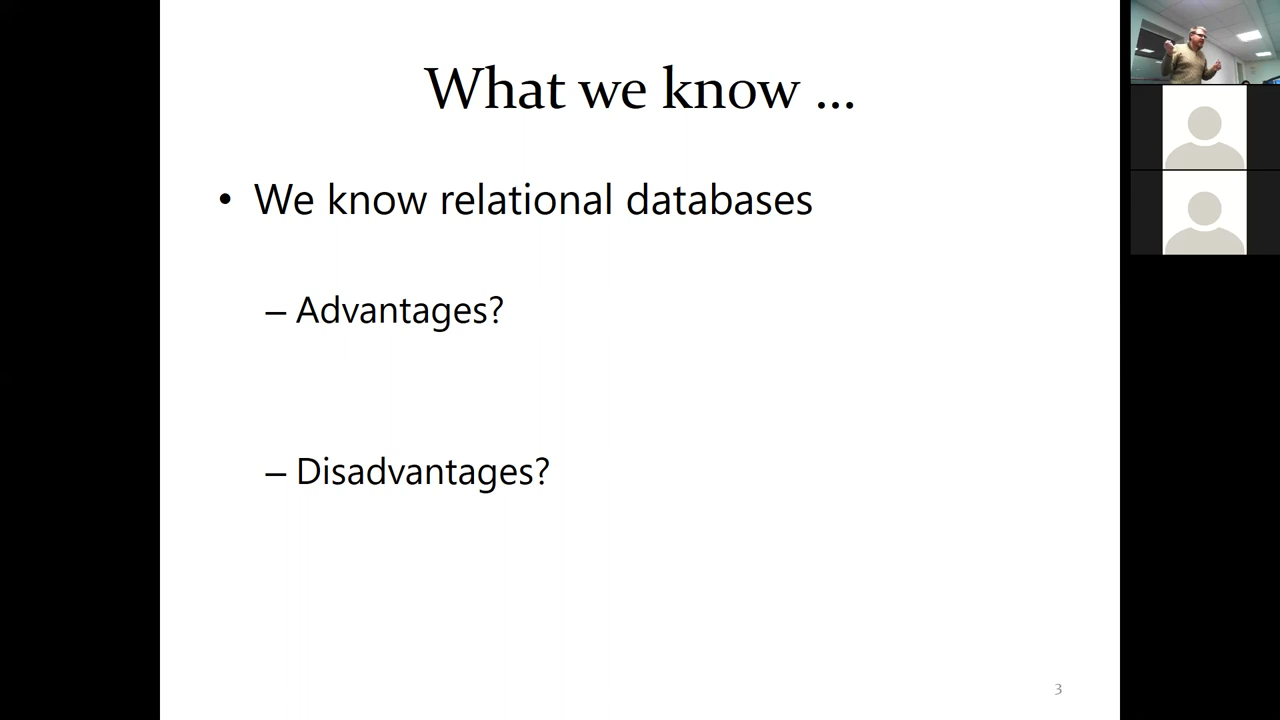 What we know ...
• We know relational databases
– Advantages?
– Disadvantages?
3